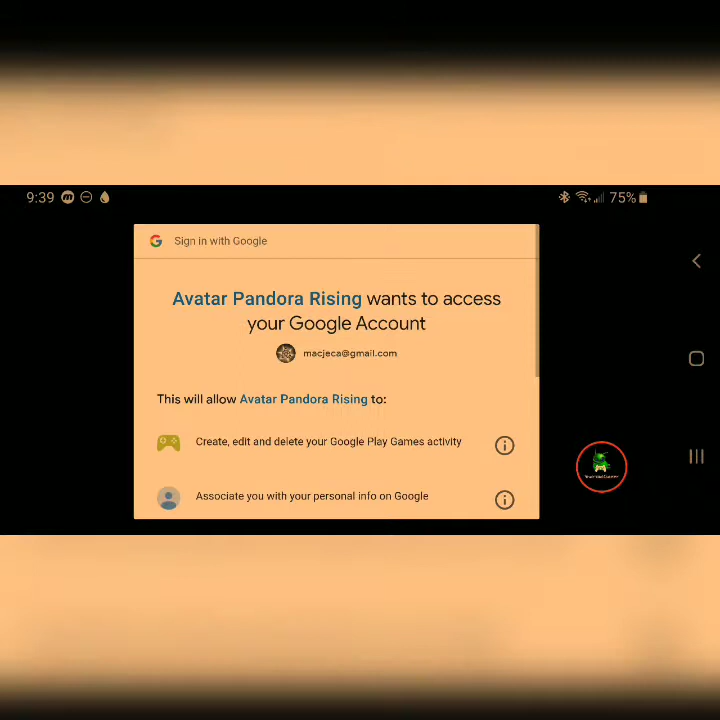 9:39 75%
Sign in with Google
Avatar Pandora Rising wants to access
your Google Account
macjeca@gmail.com
This will allow Avatar Pandora Rising to:
Create, edit and delete your Google Play Games activity
Associate you with your personal info on Google